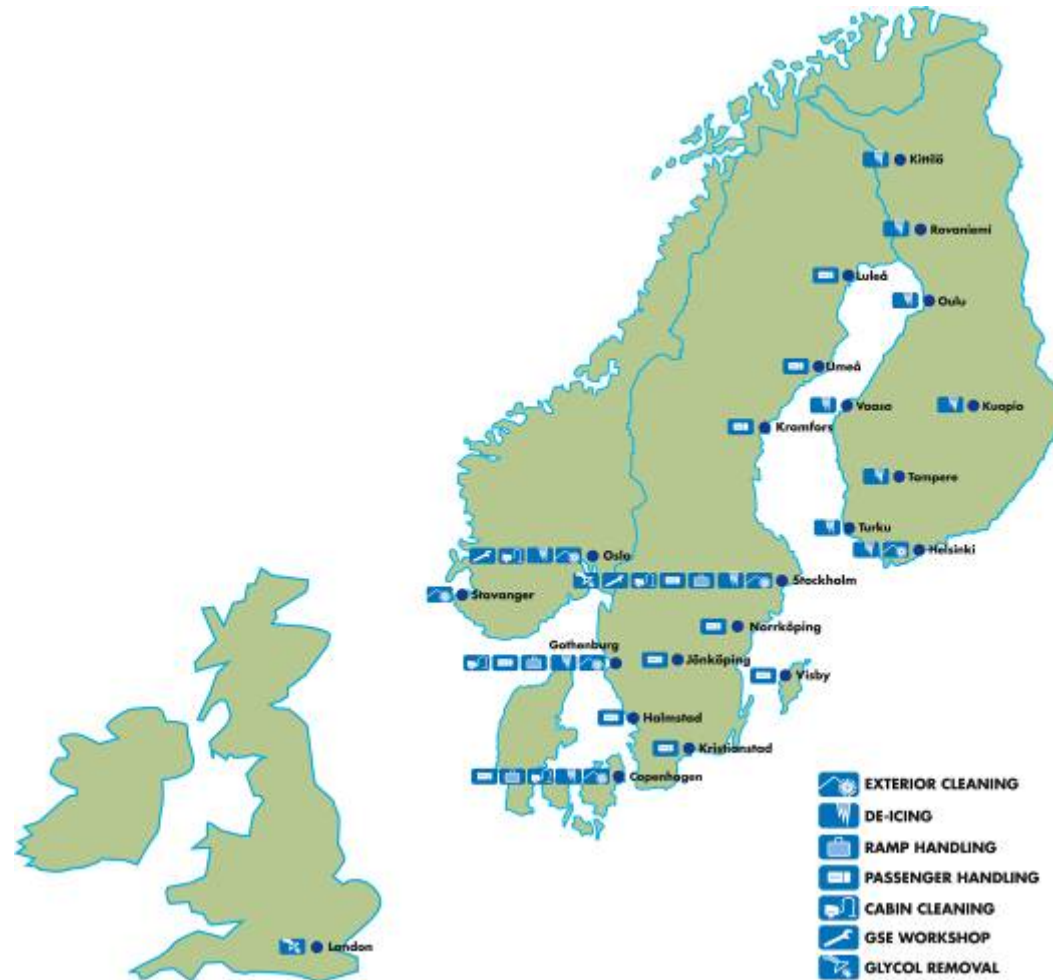 Kittilä
Rovaniemi
Luleå
Oulu
Umeå
Vaasa
Kuopio
Kramfors
Tampere
Turku
Helsinki
Oslo
Stockholm
Stavanger
Norrköping
Gothenburg
Jönköping
Visby
Halmstad
Kristianstad
Copenhagen
London
EXTERIOR CLEANING
DE-ICING
RAMP HANDLING
PASSENGER HANDLING
CABIN CLEANING
GSE WORKSHOP
GLYCOL REMOVAL